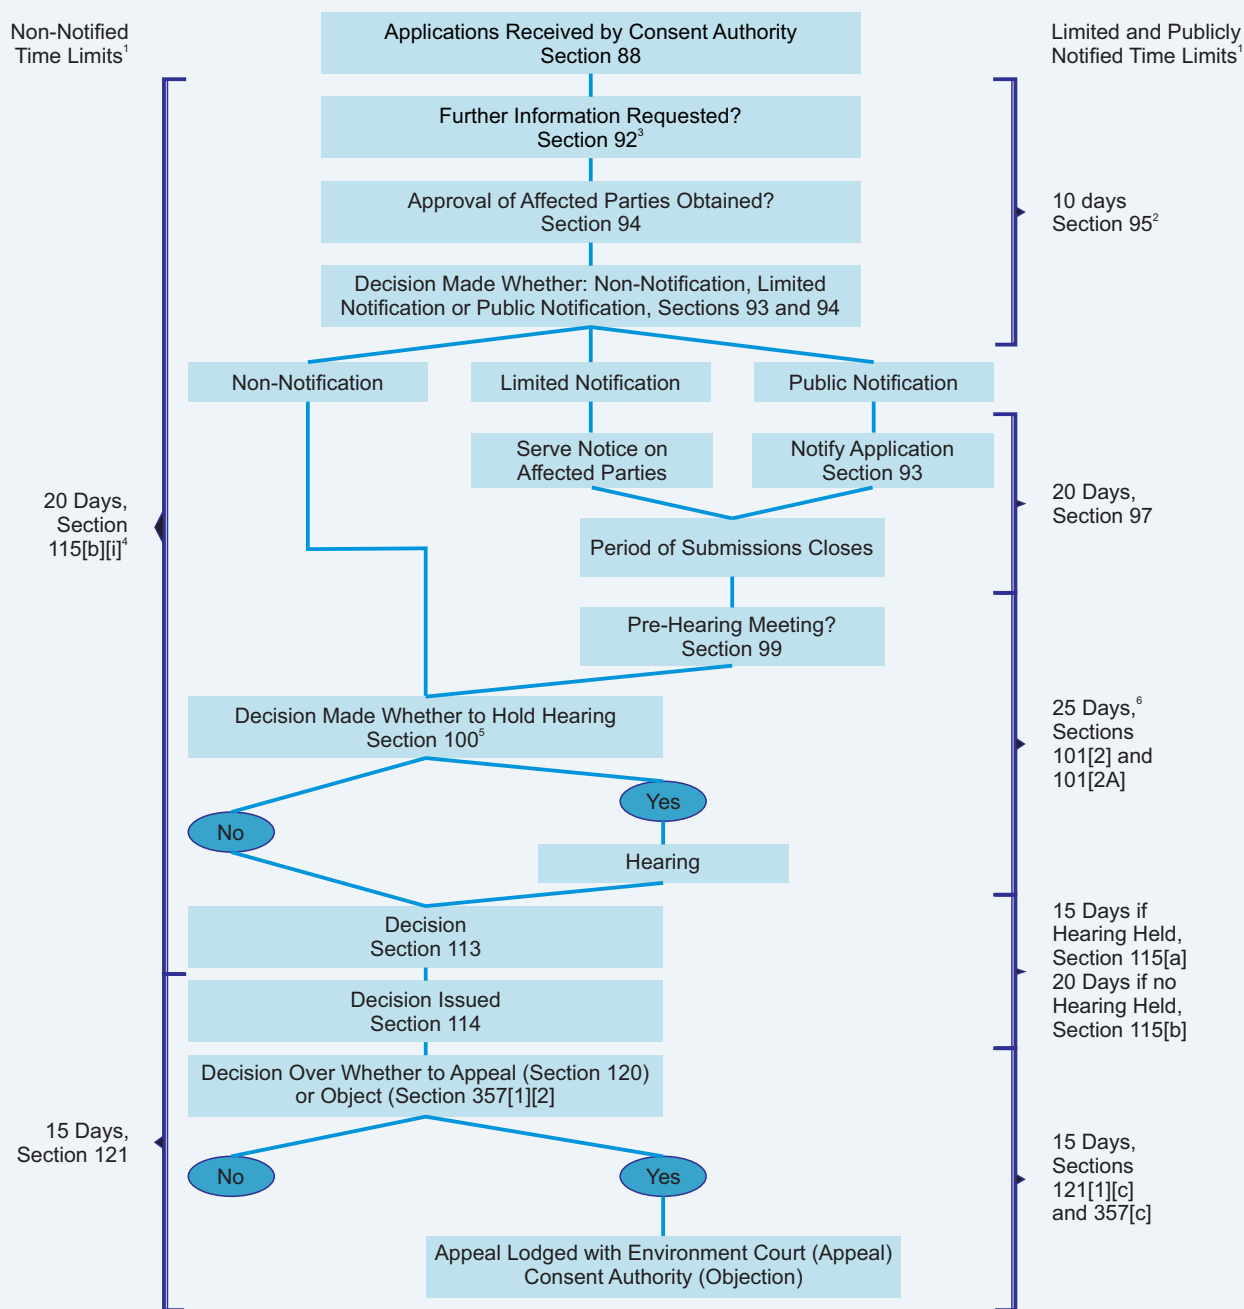 Non-Notified
Time Limits¹
Applications Received by Consent Authority
Section 88
Limited and Publicly
Notified Time Limits¹
Further Information Requested?
Section 92³
Approval of Affected Parties Obtained?
Section 94
10 days
Section 95²
Decision Made Whether: Non-Notification, Limited
Notification or Public Notification, Sections 93 and 94
Non-Notification
Limited Notification
Public Notification
Serve Notice on
Affected Parties
Notify Application
Section 93
20 Days,
Section
115[b][i]⁴
20 Days,
Section 97
Period of Submissions Closes
Pre-Hearing Meeting?
Section 99
Decision Made Whether to Hold Hearing
Section 100⁵
25 Days,⁶
Sections
101[2] and
101[2A]
No
Yes
Hearing
Decision
Section 113
15 Days if
Hearing Held,
Section 115[a]
20 Days if no
Hearing Held,
Section 115[b]
Decision Issued
Section 114
Decision Over Whether to Appeal (Section 120)
or Object (Section 357[1][2]
15 Days,
Section 121
No
Yes
15 Days,
Sections
121[1][c]
and 357[c]
Appeal Lodged with Environment Court (Appeal)
Consent Authority (Objection)